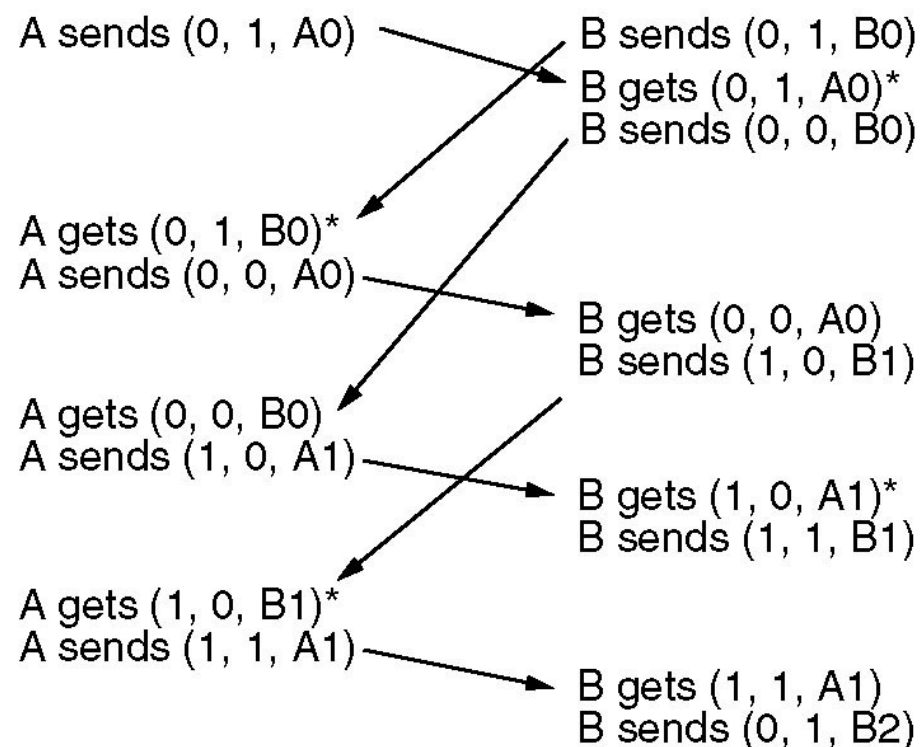 A sends (0, 1, A0)
B sends (0, 1, B0)
B gets (0, 1, A0)*
B sends (0, 0, B0)
A gets (0, 1, B0)*
A sends (0, 0, A0)
B gets (0, 0, A0)
B sends (1, 0, B1)
A gets (0, 0, B0)
A sends (1, 0, A1)
B gets (1, 0, A1)*
B sends (1, 1, B1)
A gets (1, 0, B1)*
A sends (1, 1, A1)
B gets (1, 1, A1)
B sends (0, 1, B2)